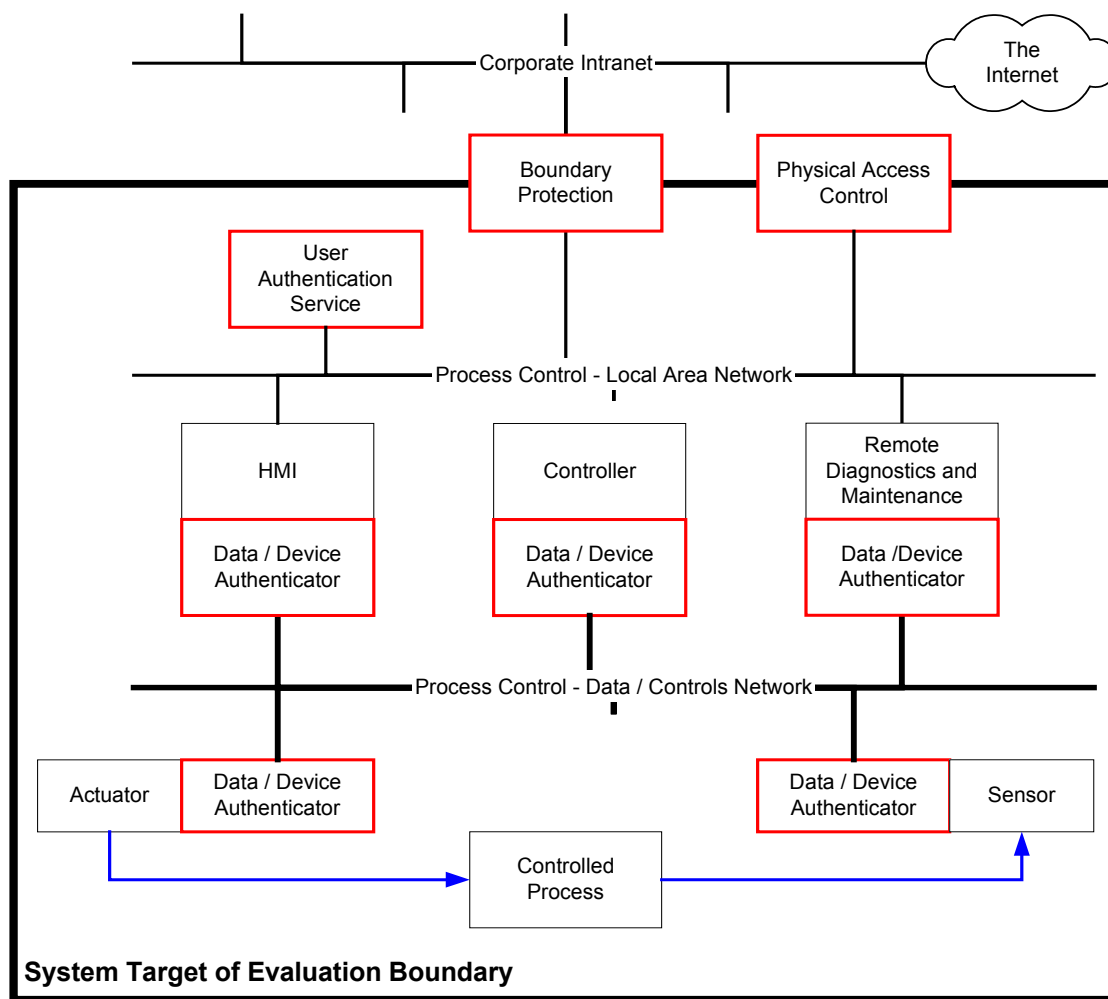 The
Internet
Corporate Intranet
Boundary
Protection
Physical Access
Control
User
Authentication
Service
Process Control - Local Area Network
HMI
Controller
Remote
Diagnostics and
Maintenance
Data / Device
Authenticator
Data / Device
Authenticator
Data /Device
Authenticator
Process Control - Data / Controls Network
Actuator
Data / Device
Authenticator
Data / Device
Authenticator
Sensor
Controlled
Process
System Target of Evaluation Boundary